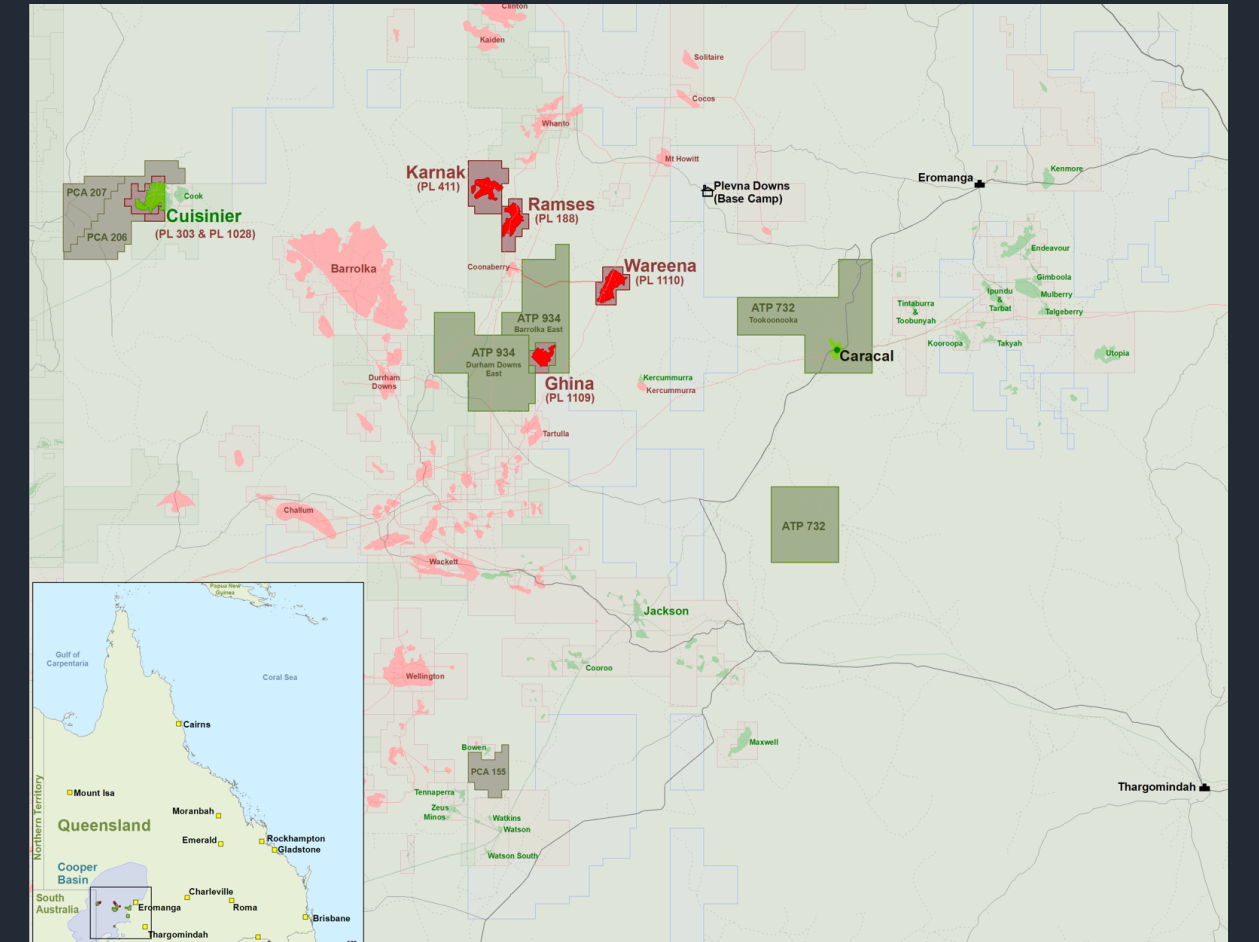 Clinton
Kaiden
Solitaire
Cocos
Whanto
Mt Howitt
Karnak
(PL 411)
Ramses
(PL 188)
Plevna Downs
(Base Camp)
Eromanga
Kenmore
PCA 207
Cook
Cuisinier
(PL 303 & PL 1028)
PCA 206
Barrolka
Coonaberry
Wareena
(PL 1110)
Endeavour
Gimboola
Ipundu
&
Tarbat
Mulberry
Talgeberry
Tintaburra
&
Toobunyah
ATP 732
Tookoonooka
ATP 934
Barrolka East
ATP 934
Durham Downs
East
Kooroopa
Takyah
Utopia
Caracal
Ghina
(PL 1109)
Durham
Downs
Kercummurra
Kercummurra
Tartulla
Challum
ATP 732
Wackett
Jackson
Cooroo
Wellington
Maxwell
Bowen
PCA 155
Tennaperra
Zeus
Minos
Watkins
Watson
Watson South
Thargomindah
Papua New
Guinea
Gulf of
Carpentaria
Coral Sea
Cairns
Mount Isa
Northern Territory
Queensland
Moranbah
Emerald
Rockhampton
Gladstone
Cooper
Basin
South
Australia
Charleville
Eromanga
Roma
Brisbane
Thargomindah